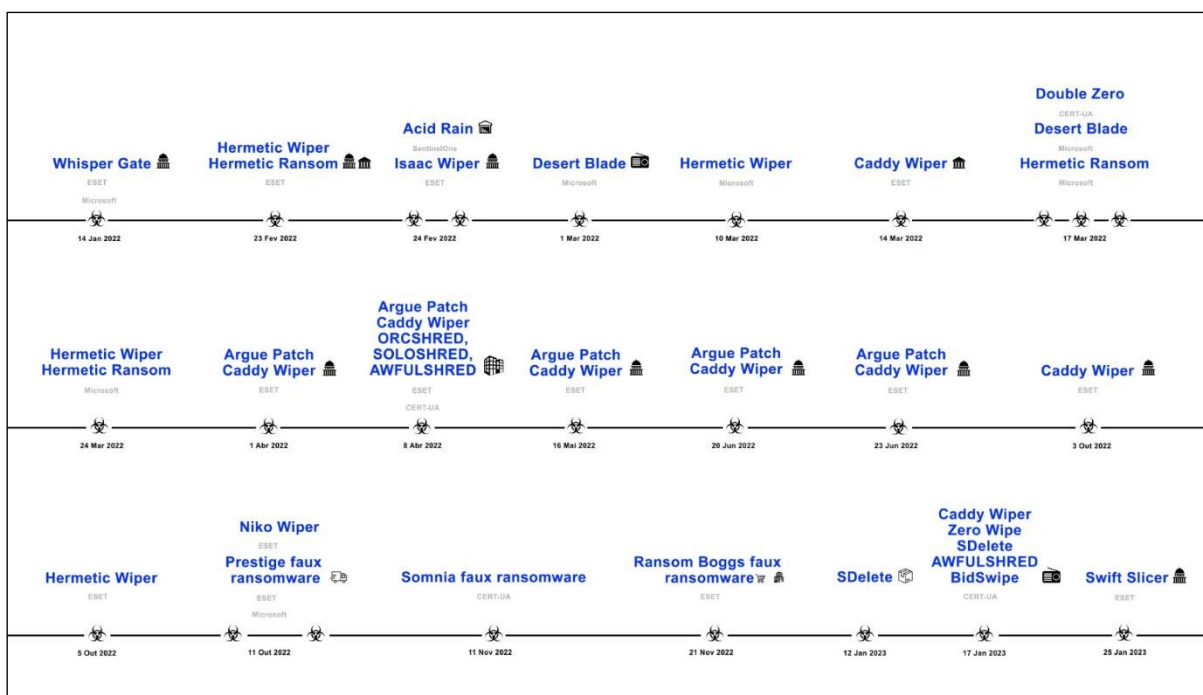 Whisper Gate
ESET
Microsoft
14 Jan 2022
Hermetic Wiper
Hermetic Ransom
ESET
23 Fev 2022
Acid Rain
SentinelOne
Isaac Wiper
ESET
24 Fev 2022
Desert Blade
Microsoft
1 Mar 2022
Hermetic Wiper
Microsoft
10 Mar 2022
Caddy Wiper
ESET
14 Mar 2022
Double Zero
CERT-UA
Desert Blade
Microsoft
Hermetic Ransom
Microsoft
17 Mar 2022
Hermetic Wiper
Hermetic Ransom
Microsoft
24 Mar 2022
Argue Patch
Caddy Wiper
ESET
1 Abr 2022
Argue Patch
Caddy Wiper
ORCSHRED,
SOLOSHRED,
AWFULSHRED
ESET
CERT-UA
8 Abr 2022
Argue Patch
Caddy Wiper
ESET
16 Mai 2022
Argue Patch
Caddy Wiper
ESET
20 Jun 2022
Argue Patch
Caddy Wiper
ESET
23 Jun 2022
Caddy Wiper
ESET
3 Out 2022
Hermetic Wiper
ESET
5 Out 2022
Niko Wiper
ESET
Prestige faux
ransomware
ESET
Microsoft
11 Out 2022
Somnia faux ransomware
CERT-UA
11 Nov 2022
Ransom Boggs faux
ransomware
ESET
21 Nov 2022
SDelete
12 Jan 2023
Caddy Wiper
Zero Wipe
SDelete
AWFULSHRED
BidSwipe
CERT-UA
17 Jan 2023
Swift Slicer
ESET
25 Jan 2023